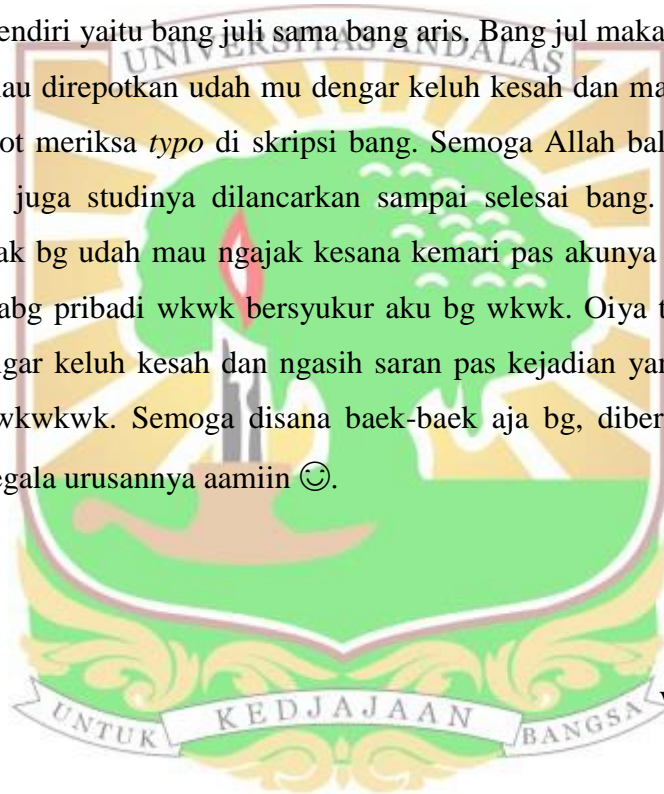 endiri yaitu bang juli sama bang aris. Bang jul maka
UNIVERSITAS ANDALAS
au direpotkan udah mu dengar keluh kesah dan ma
ot meriksa typo di skripsi bang. Semoga Allah bal
juga studinya dilancarkan sampai selesai bang.
ak bg udah mau ngajak kesana kemari pas akunya
abg pribadi wkwk bersyukur aku bg wkwk. Oiya t
gar keluh kesah dan ngasih saran pas kejadian yan
wkwkwk. Semoga disana baek-baek aja bg, diber
egala urusannya aamiin ☺.
UNTUK KEDJAJAAN BANGSA